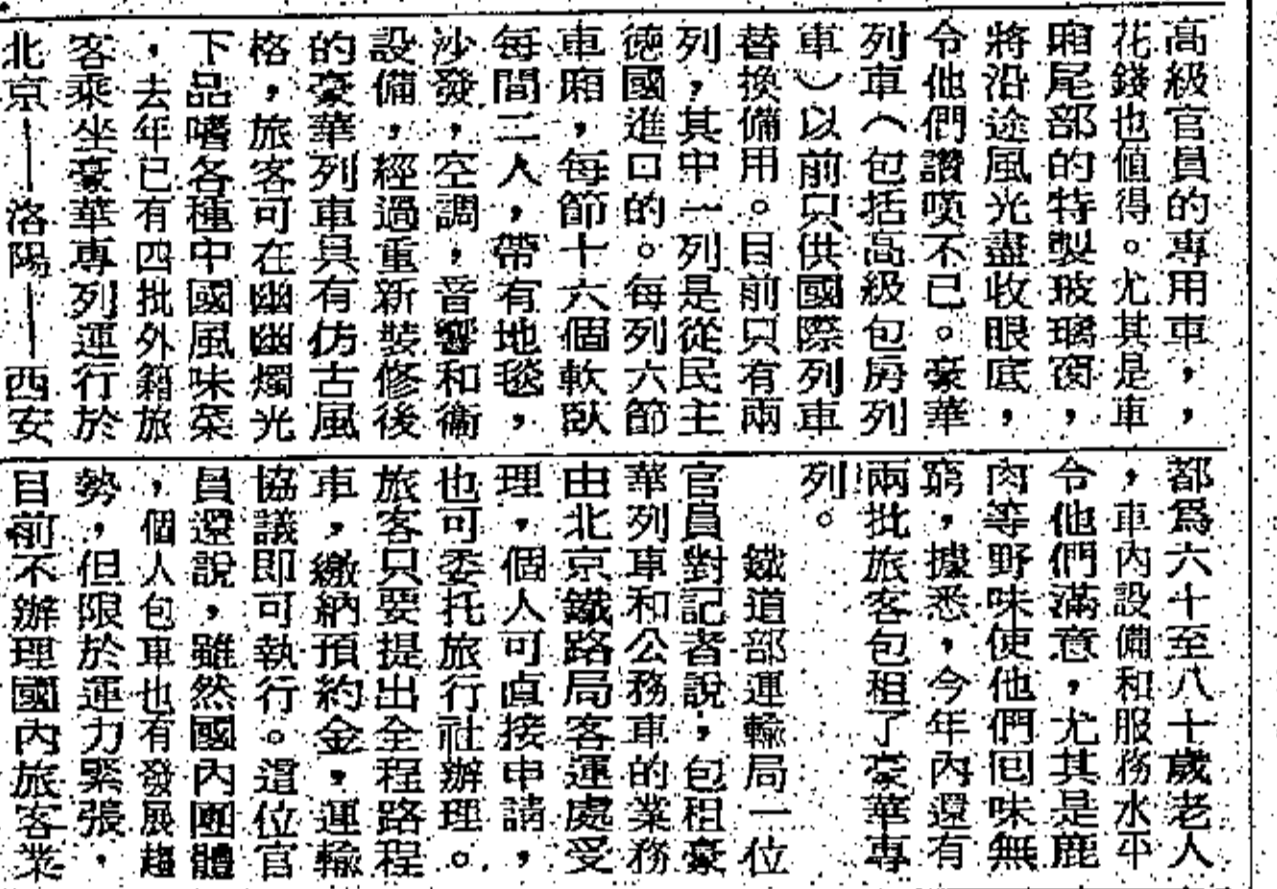 高級官員的專用車，
花錢也值得。尤其是車
廂尾部的特製玻璃窗，
將沿途風光盡收眼底，
令他們讚嘆不已。豪華
列車（包括高級包房列
車）以前只供國際列車
替換備用。目前只有兩
列，其中一列是從民主
德國進口的。每列六節
車廂，每節十六個軟臥
每間二人，帶有地毯，
沙發，空調，音響和衞
設備，經過重新裝修後
的豪華列車具有仿古風
格，旅客可在幽幽燭光
下品嗜各種中國風味菜
，去年已有四批外籍旅
客乘坐豪華專列運行於
北京——洛陽——西安
都爲六十至八十歲老人
，車內設備和服務水平
令他們滿意，尤其是鹿
肉等野味使他們回味無
窮，據悉，今年內還有
兩批旅客包租了豪華專
列。
鐵道部運輸局一位
官員對記者說，包租豪
華列車和公務車的業務
由北京鐵路局客運處受
理，個人可直接申請，
也可委托旅行社辦理。
旅客只要提出全程路程
車，繳納預約金，運輸
協議即可執行。這位官
員還說，雖然國內團體
，個人包車也有發展趨
勢，但限於運力緊張，
目前不辦理國內旅客業